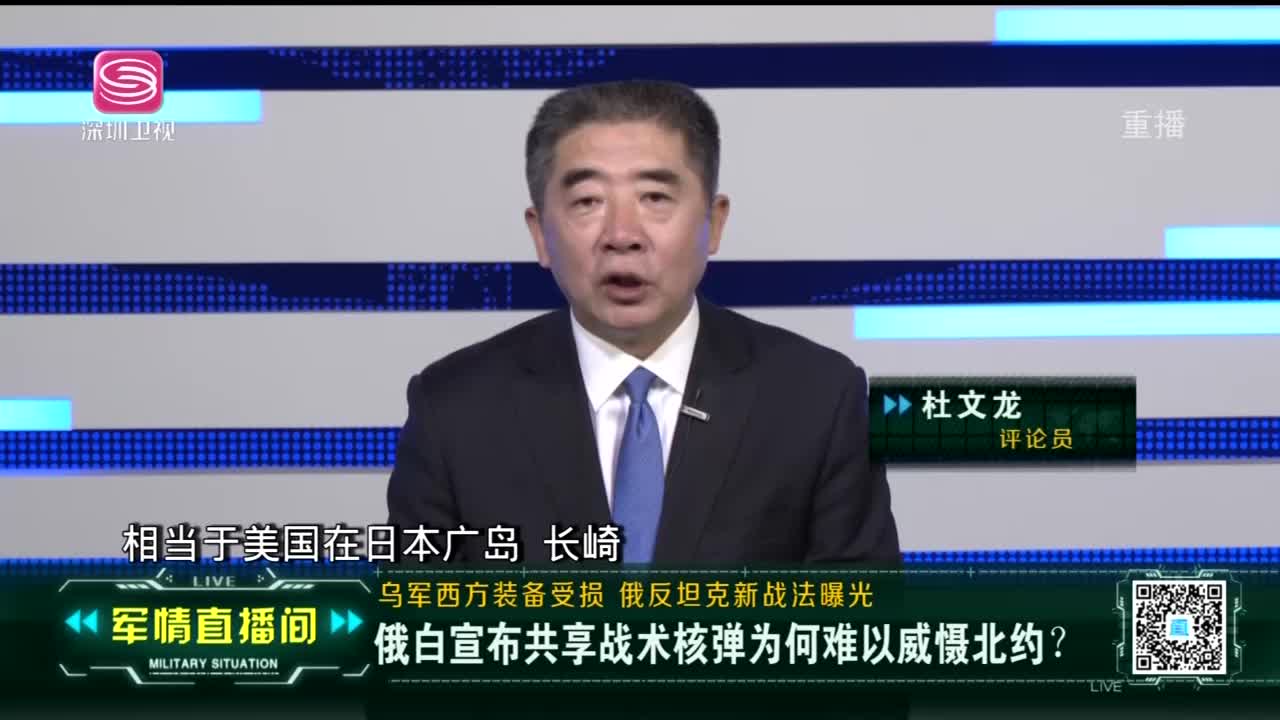 深圳卫视
重播
杜文龙
评论员
相当于美国在日本广岛 长崎
LIVE
军情直播间
MILITARY SITUATION
乌军西方装备受损 俄反坦克新战法曝光
俄白宣布共享战术核弹为何难以威慑北约?
直
LIVE